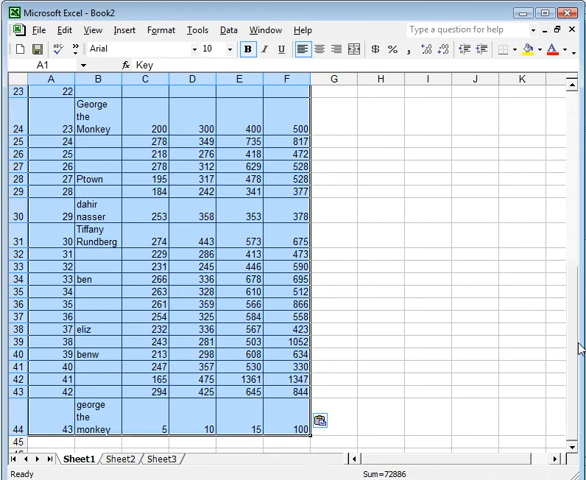 Microsoft Excel - Book2
File Edit View Insert Format Tools Data Window Help Type a question for help
Arial 10 B I U $ % ,
A1 fx Key
A B C D E F G H I J K
23 22
24 23 George the Monkey 200 300 400 500
25 24 278 349 735 817
26 25 218 276 418 472
27 26 278 312 629 528
28 27 Ptown 195 317 478 528
29 28 184 242 341 377
30 29 dahir nasser 253 358 353 378
31 30 Tiffany Rundberg 274 443 573 675
32 31 229 286 413 473
33 32 231 245 446 590
34 33 ben 266 336 678 695
35 34 263 328 610 512
36 35 261 359 566 866
37 36 254 325 584 558
38 37 eliz 232 336 567 423
39 38 243 281 503 1052
40 39 benw 213 298 608 634
41 40 247 357 530 330
42 41 165 475 1361 1347
43 42 294 425 645 844
44 43 george the monkey 5 10 15 100
45
Sheet1 Sheet2 Sheet3
Ready Sum=72886